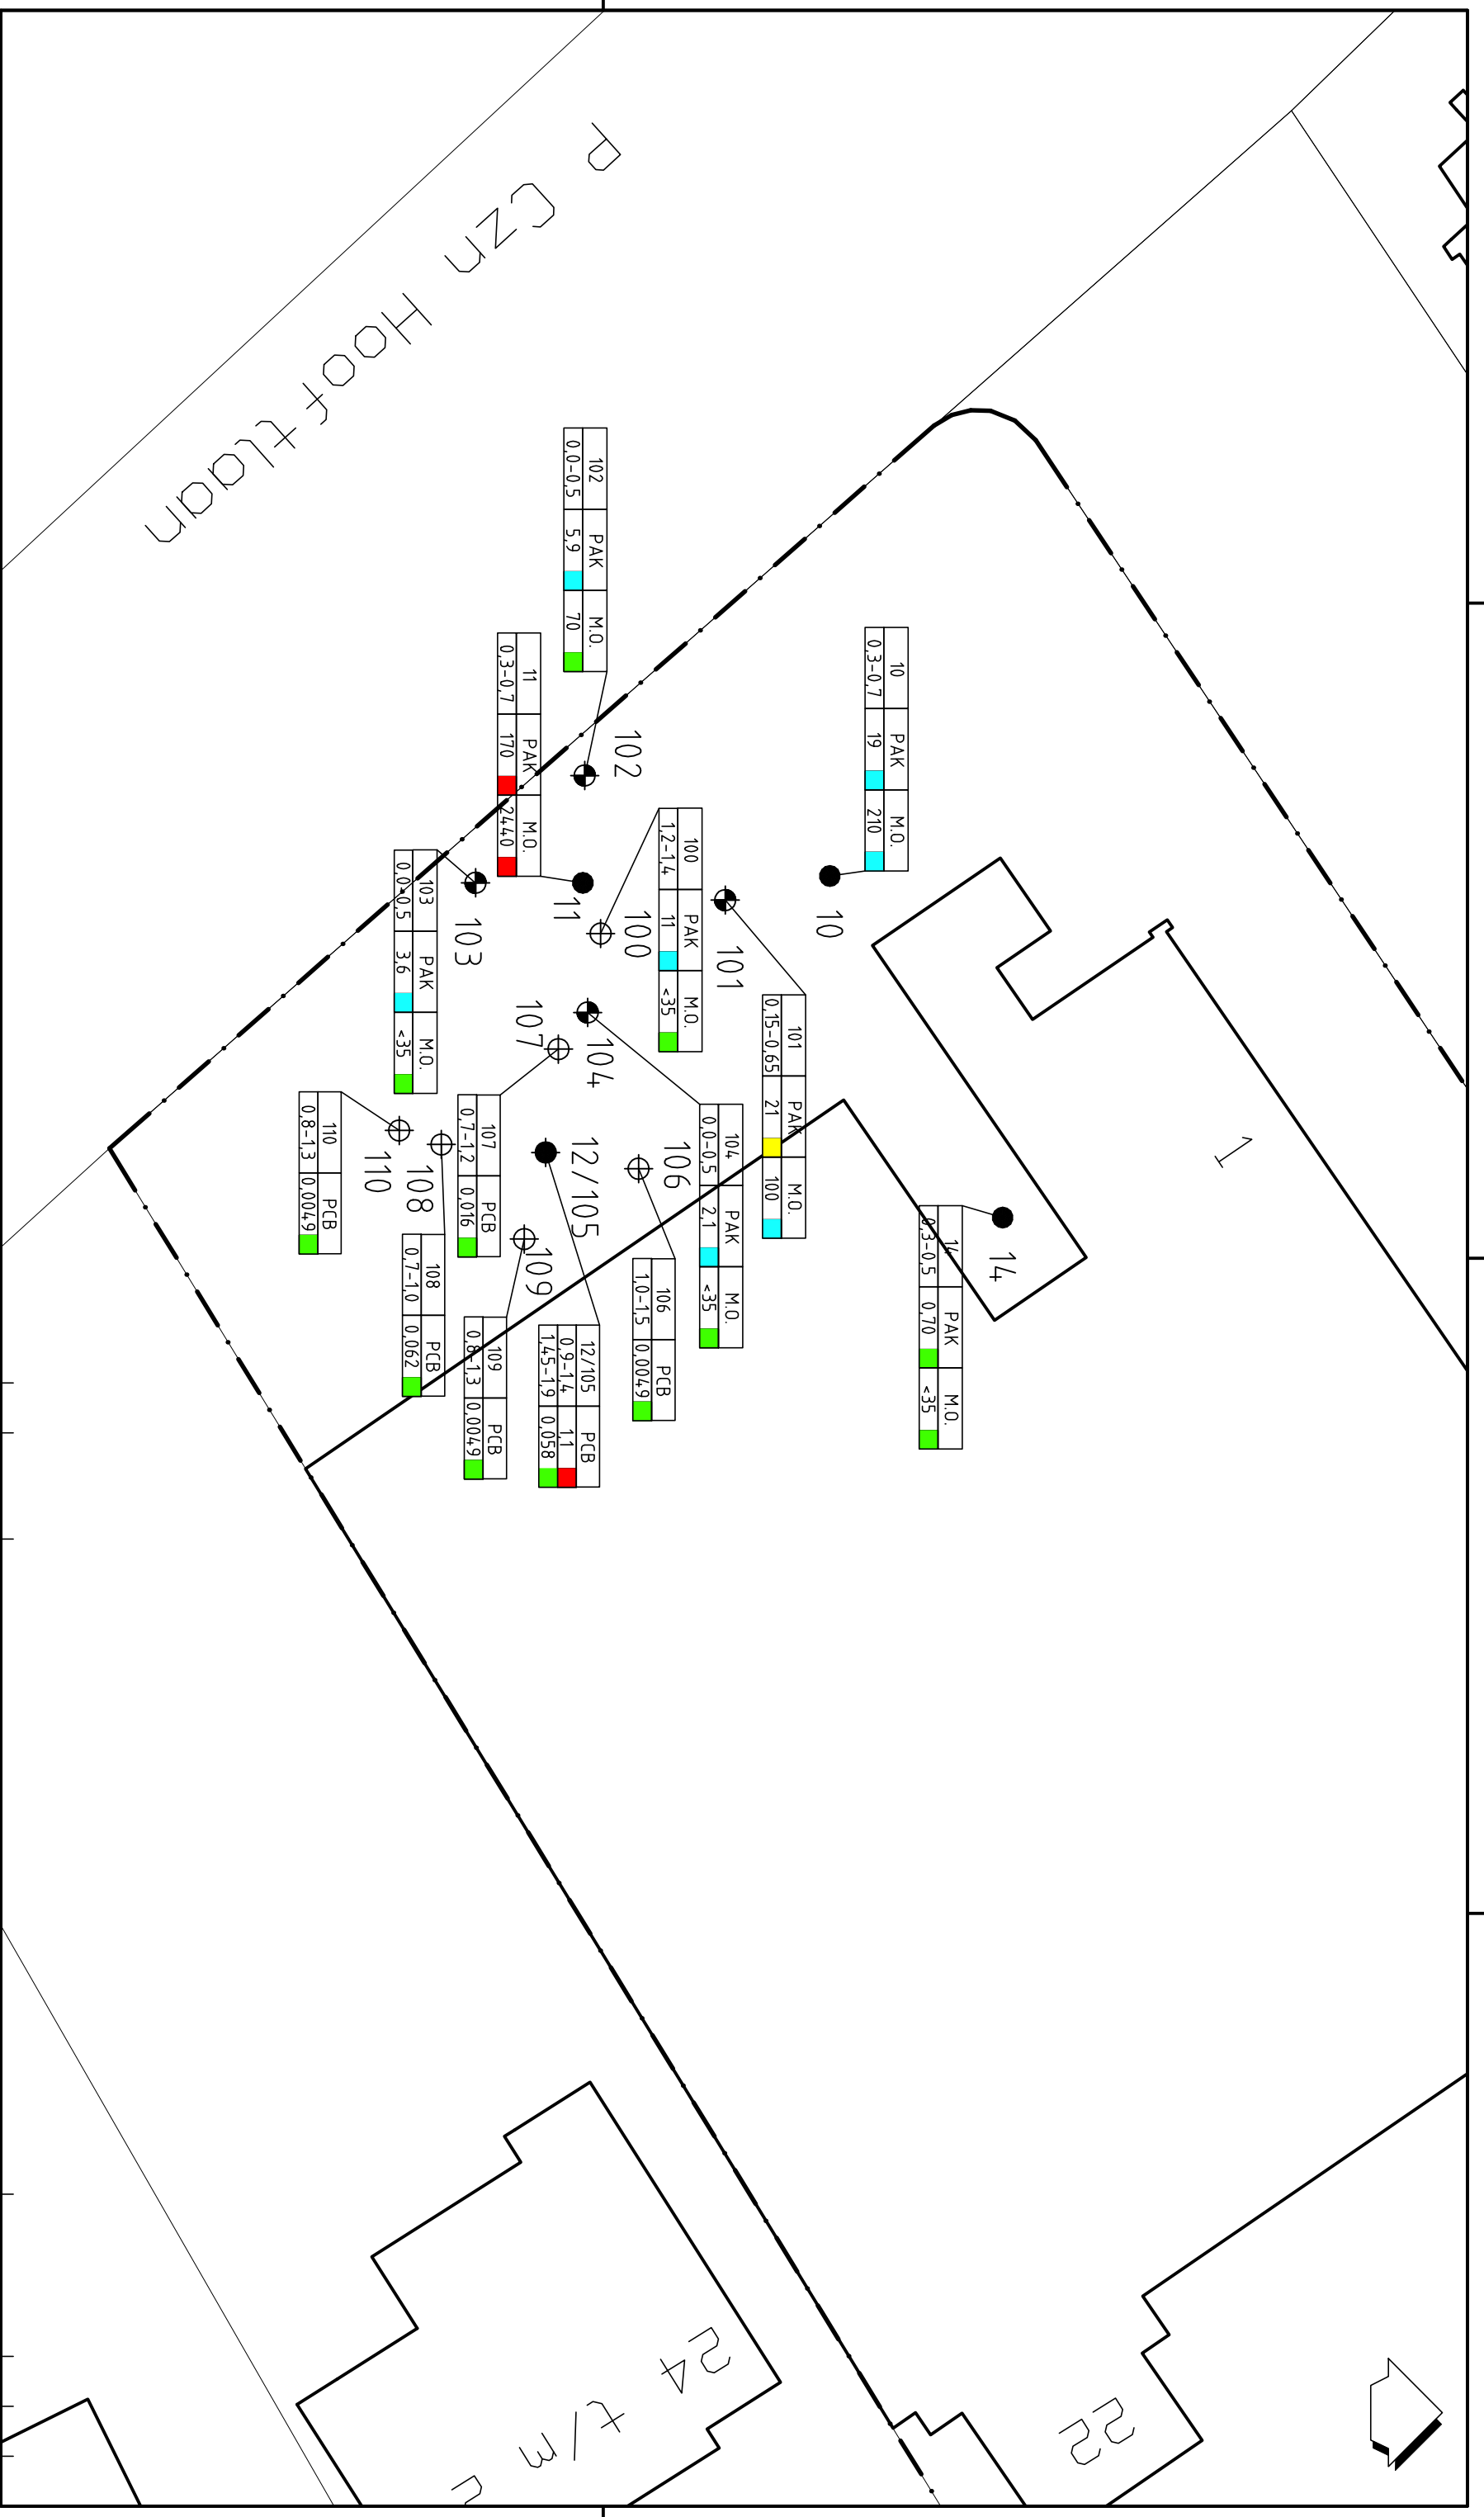 P Czn Hooftlaan
102 PAK M.O.
0,0-0,5 5,9 70
102
11 PAK M.O.
0,3-0,7 170 2440
11
10 PAK M.O.
0,3-0,7 19 210
10
100 PAK M.O.
1,2-1,4 11 <35
100
101
101 PAK M.O.
0,15-0,65 21 100
103 PAK M.O.
0,0-0,5 3,6 <35
103
104
104 PAK M.O.
0,0-0,5 2,1 <35
107
107 PCB
0,7-1,2 0,016
110 PCB
0,8-1,3 0,0049
110
108
108 PCB
0,7-1,0 0,062
12/105
12/105 PCB
0,9-1,4 1,1
1,45-1,9 0,058
106
106 PCB
1,0-1,5 0,0049
109
109 PCB
0,8-1,3 0,0049
14 PAK M.O.
0,3-0,5 0,70 <35
14
1
24 t/m
22